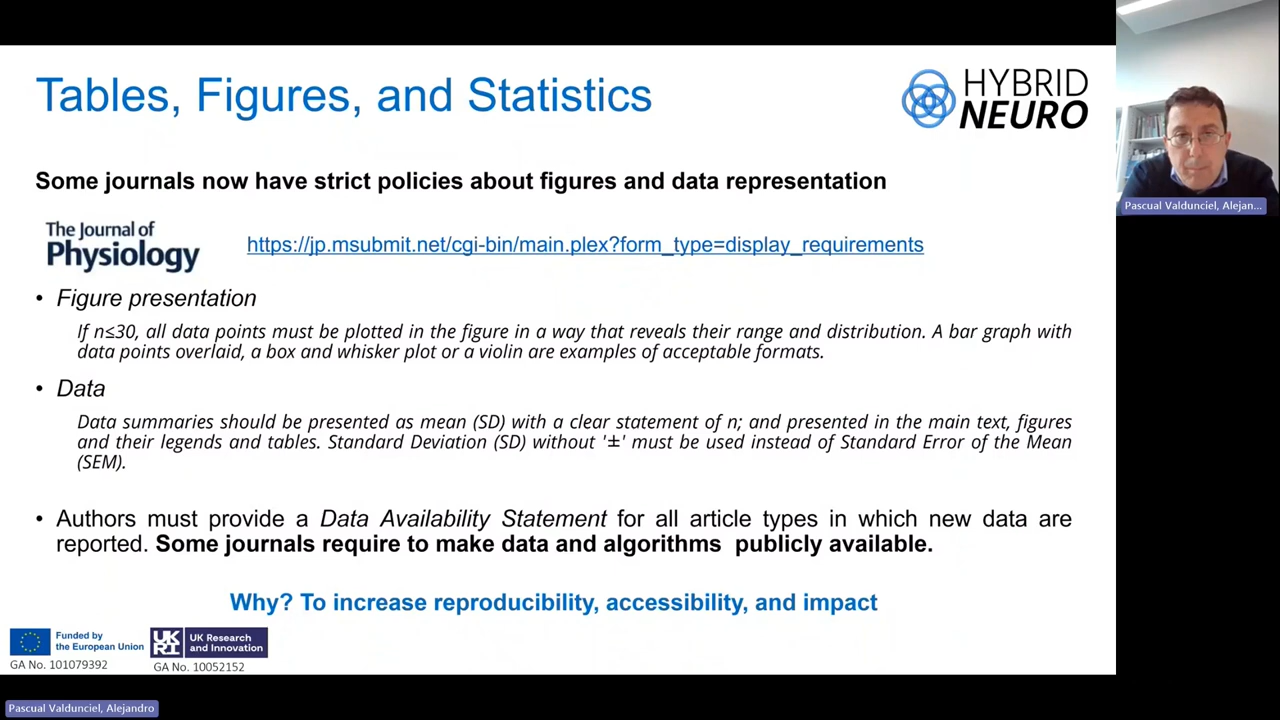 Tables, Figures, and Statistics
HYBRID
NEURO
Some journals now have strict policies about figures and data representation
The Journal of
Physiology
https://jp.msubmit.net/cgi-bin/main.plex?form_type=display_requirements
• Figure presentation
If n≤30, all data points must be plotted in the figure in a way that reveals their range and distribution. A bar graph with
data points overlaid, a box and whisker plot or a violin are examples of acceptable formats.
• Data
Data summaries should be presented as mean (SD) with a clear statement of n; and presented in the main text, figures
and their legends and tables. Standard Deviation (SD) without '±' must be used instead of Standard Error of the Mean
(SEM).
• Authors must provide a Data Availability Statement for all article types in which new data are
reported. Some journals require to make data and algorithms publicly available.
Why? To increase reproducibility, accessibility, and impact
Funded by
the European Union
GA No. 101079392
UKRI
UK Research
and Innovation
GA No. 10052152
Pascual Valdunciel, Alejan...
Pascual Valdunciel, Alejandro